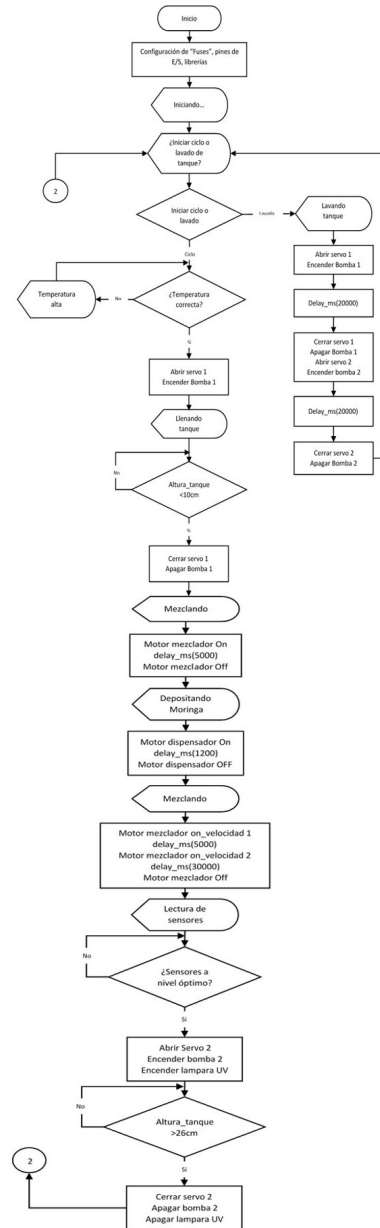 Inicio
Configuración de "Fuses", pines de
E/S, librerías
Iniciando...
¿Iniciar ciclo o
lavado de
tanque?
2
Iniciar ciclo o
lavado
Lavado
Lavando
tanque
Abrir servo 1
Encender Bomba 1
Delay_ms(20000)
Cerrar servo 1
Apagar Bomba 1
Abrir servo 2
Encender bomba 2
Delay_ms(20000)
Cerrar servo 2
Apagar Bomba 2
Ciclo
¿Temperatura
correcta?
No
Temperatura
alta
Abrir servo 1
Encender Bomba 1
Llenando
tanque
No
Altura_tanque
<10cm
Cerrar servo 1
Apagar Bomba 1
Mezclando
Motor mezclador On
delay_ms(5000)
Motor mezclador Off
Depositando
Moringa
Motor dispensador On
delay_ms(1200)
Motor dispensador OFF
Mezclando
Motor mezclador on_velocidad 1
delay_ms(5000)
Motor mezclador on_velocidad 2
delay_ms(30000)
Motor mezclador Off
Lectura de
sensores
No
¿Sensores a
nivel óptimo?
Si
Abrir Servo 2
Encender bomba 2
Encender lampara UV
No
Altura_tanque
>26cm
Si
2
Cerrar servo 2
Apagar bomba 2
Apagar lampara UV